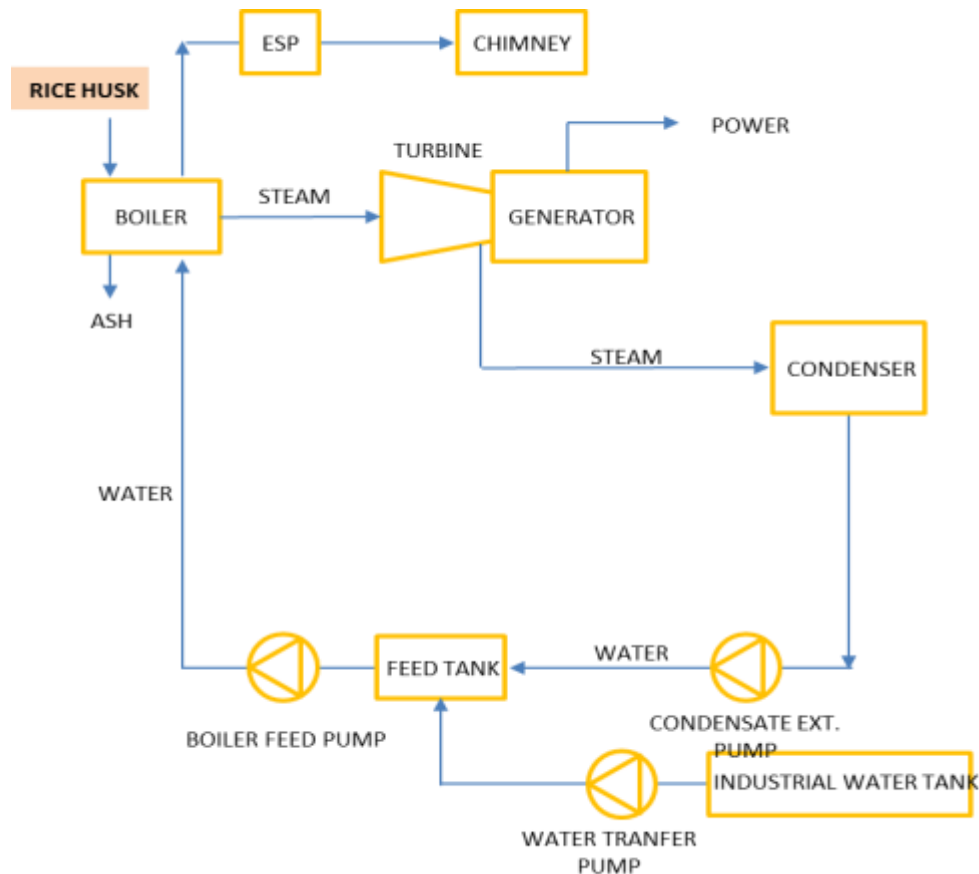 ESP
CHIMNEY
RICE HUSK
POWER
TURBINE
STEAM
BOILER
GENERATOR
ASH
STEAM
CONDENSER
WATER
WATER
FEED TANK
BOILER FEED PUMP
CONDENSATE EXT.
PUMP
INDUSTRIAL WATER TANK
WATER TRANFER
PUMP